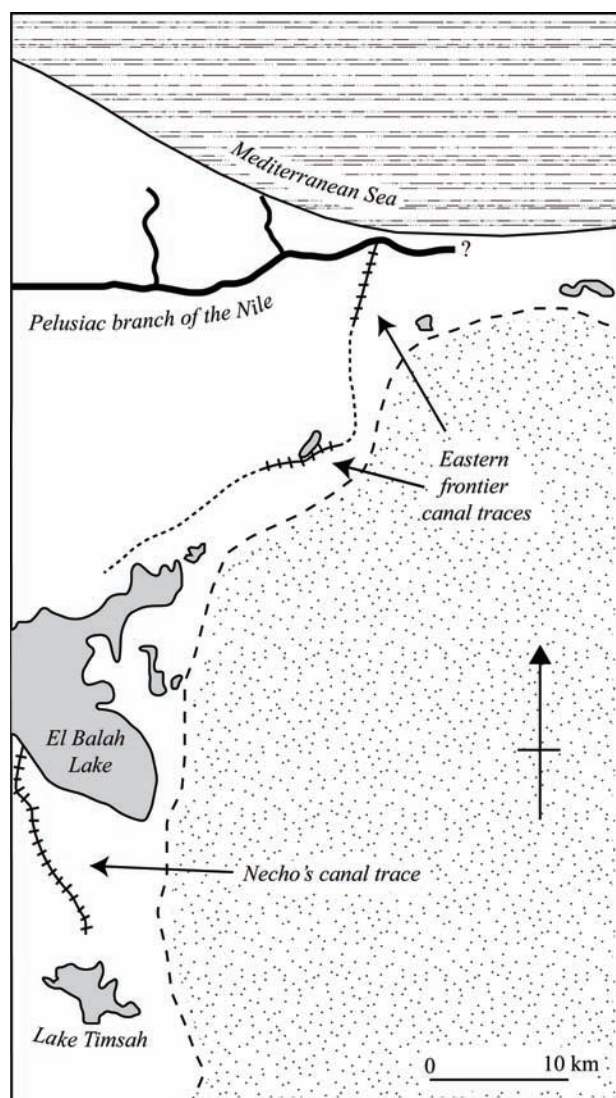 Mediterranean Sea
?
Pelusiac branch of the Nile
Eastern
frontier
canal traces
El Balah
Lake
Necho's canal trace
Lake Timsah
0 10 km